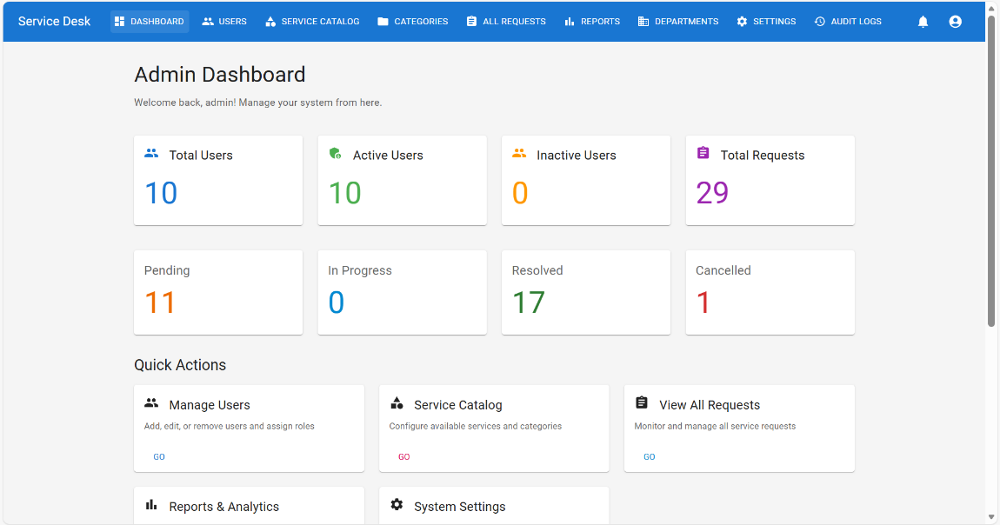 Service Desk DASHBOARD USERS SERVICE CATALOG CATEGORIES ALL REQUESTS REPORTS DEPARTMENTS SETTINGS AUDIT LOGS
Admin Dashboard
Welcome back, admin! Manage your system from here.
Total Users Active Users Inactive Users Total Requests
10 10 0 29
Pending In Progress Resolved Cancelled
11 0 17 1
Quick Actions
Manage Users Service Catalog View All Requests
Add, edit, or remove users and assign roles Configure available services and categories Monitor and manage all service requests
GO GO GO
Reports & Analytics System Settings